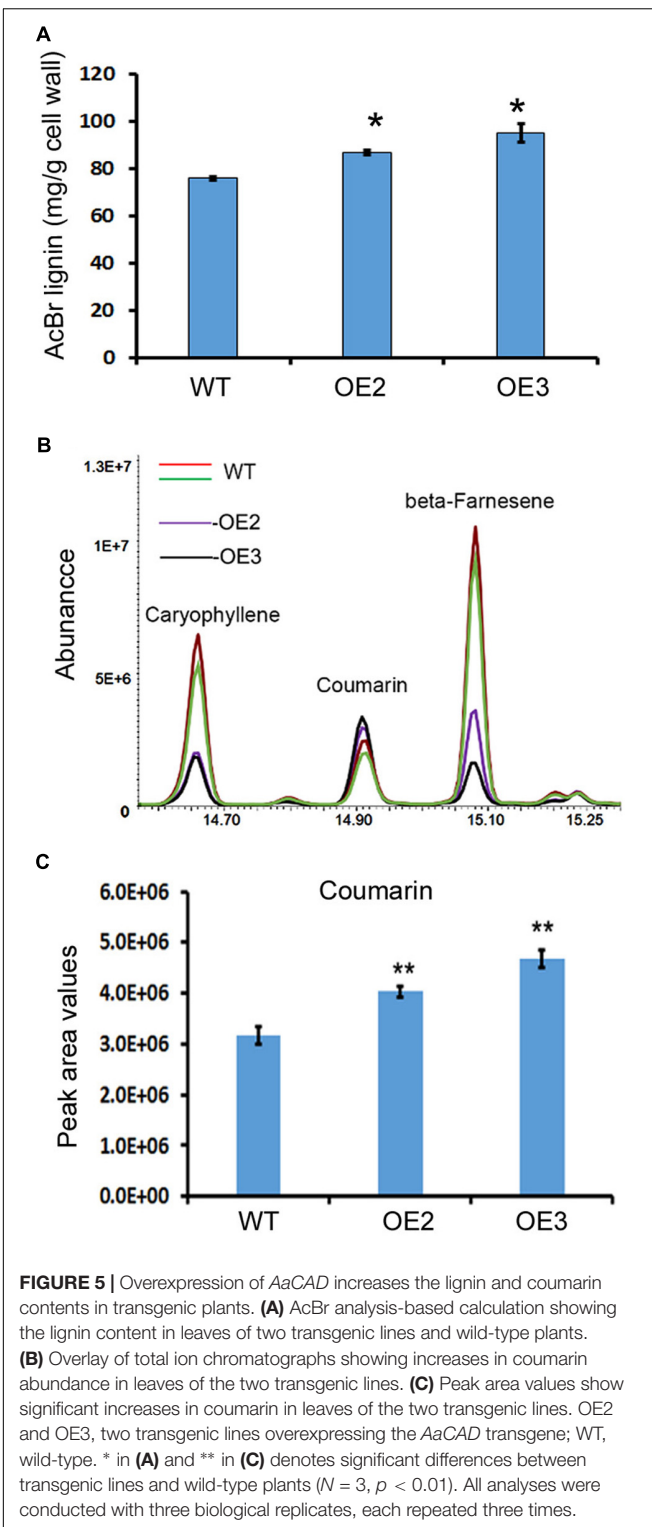 A
AcBr lignin (mg/g cell wall)
120
100
80
60
40
20
0
*
*
WT
OE2
OE3
B
Abunancce
1.3E+7
1E+7
5E+6
0
WT
-OE2
-OE3
Caryophyllene
Coumarin
beta-Farnesene
14.70
14.90
15.10
15.25
C
Coumarin
Peak area values
6.0E+06
5.0E+06
4.0E+06
3.0E+06
2.0E+06
1.0E+06
0.0E+00
**
**
WT
OE2
OE3
FIGURE 5 | Overexpression of AaCAD increases the lignin and coumarin
contents in transgenic plants. (A) AcBr analysis-based calculation showing
the lignin content in leaves of two transgenic lines and wild-type plants.
(B) Overlay of total ion chromatographs showing increases in coumarin
abundance in leaves of the two transgenic lines. (C) Peak area values show
significant increases in coumarin in leaves of the two transgenic lines. OE2
and OE3, two transgenic lines overexpressing the AaCAD transgene; WT,
wild-type. * in (A) and ** in (C) denotes significant differences between
transgenic lines and wild-type plants (N = 3, p < 0.01). All analyses were
conducted with three biological replicates, each repeated three times.